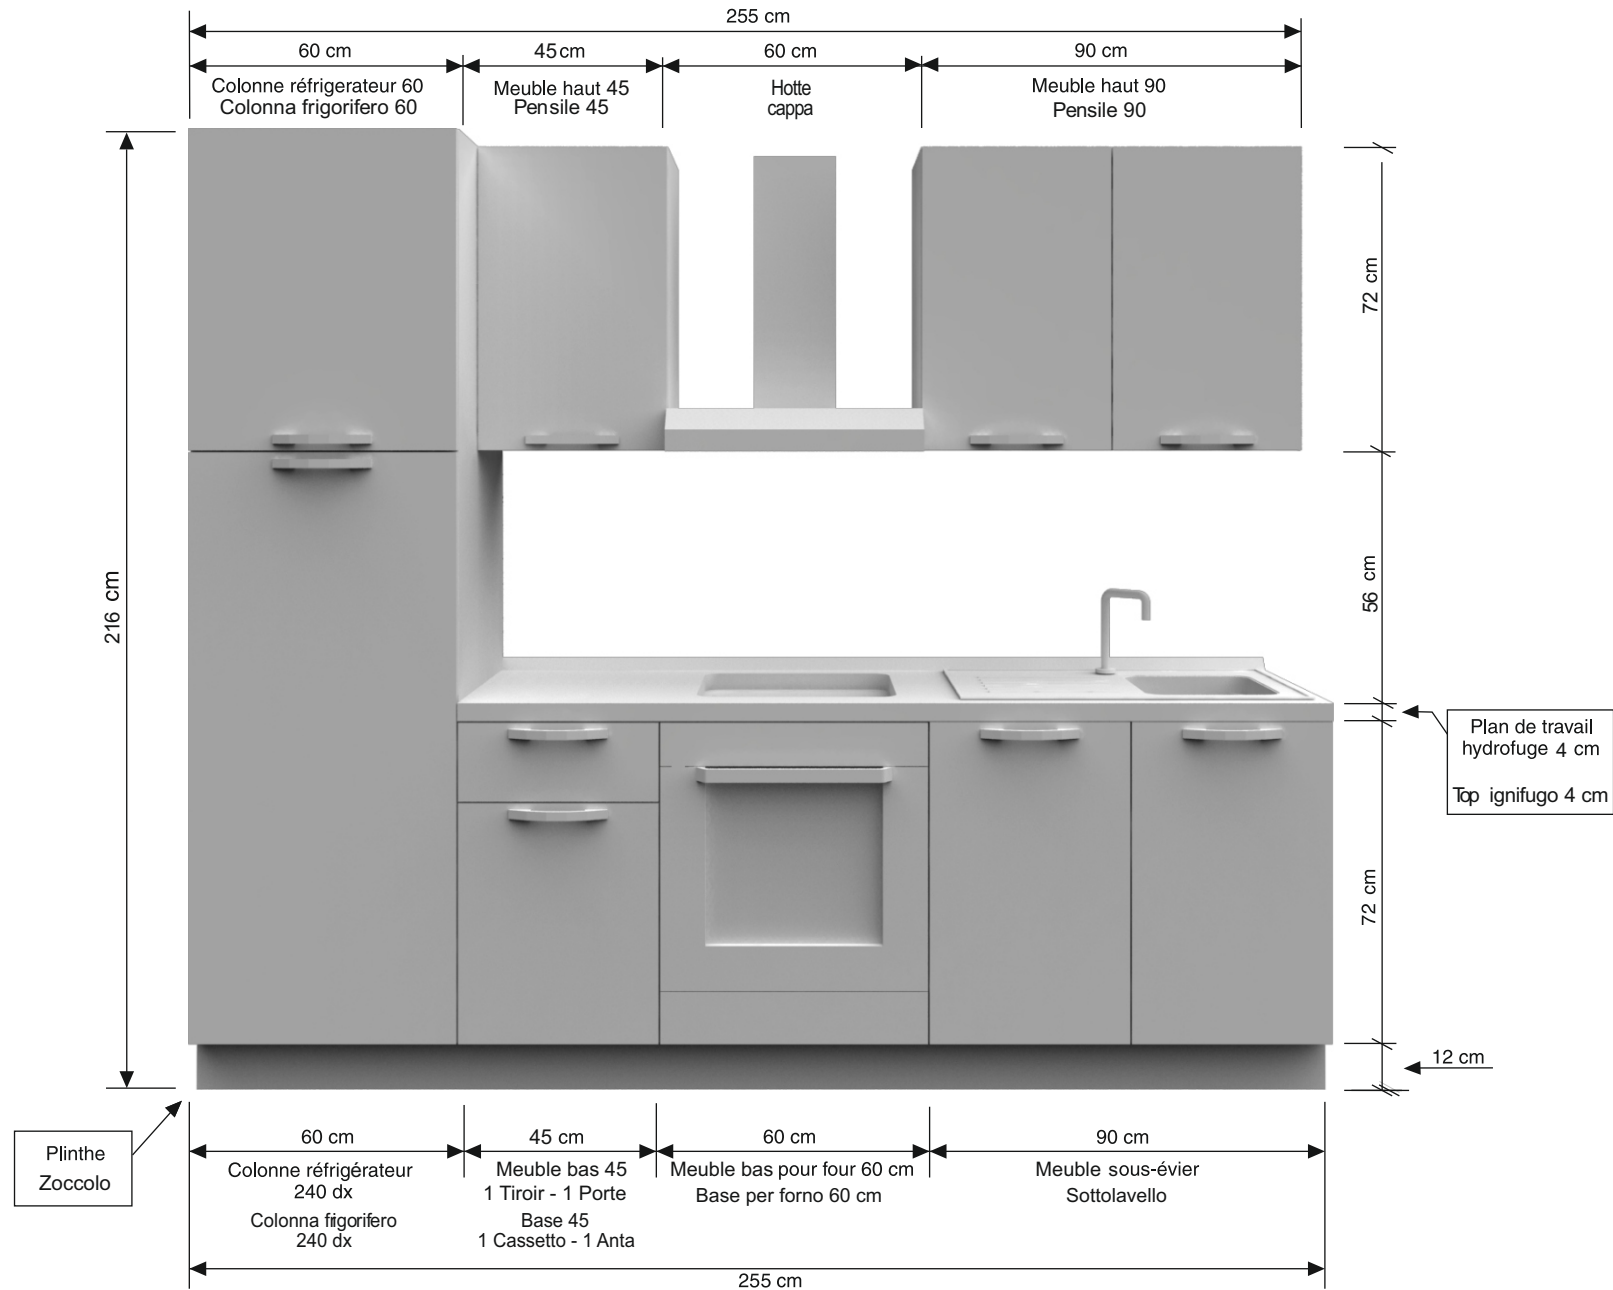 255 cm
60 cm
45 cm
60 cm
90 cm
Colonne réfrigerateur 60
Colonna frigorifero 60
Meuble haut 45
Pensile 45
Hotte
cappa
Meuble haut 90
Pensile 90
216 cm
72 cm
56 cm
Plan de travail
hydrofuge 4 cm
Top ignifugo 4 cm
72 cm
12 cm
Plinthe
Zoccolo
60 cm
45 cm
60 cm
90 cm
Colonne réfrigérateur
240 dx
Colonna frigorifero
240 dx
Meuble bas 45
1 Tiroir - 1 Porte
Base 45
1 Cassetto - 1 Anta
Meuble bas pour four 60 cm
Base per forno 60 cm
Meuble sous-évier
Sottolavello
255 cm